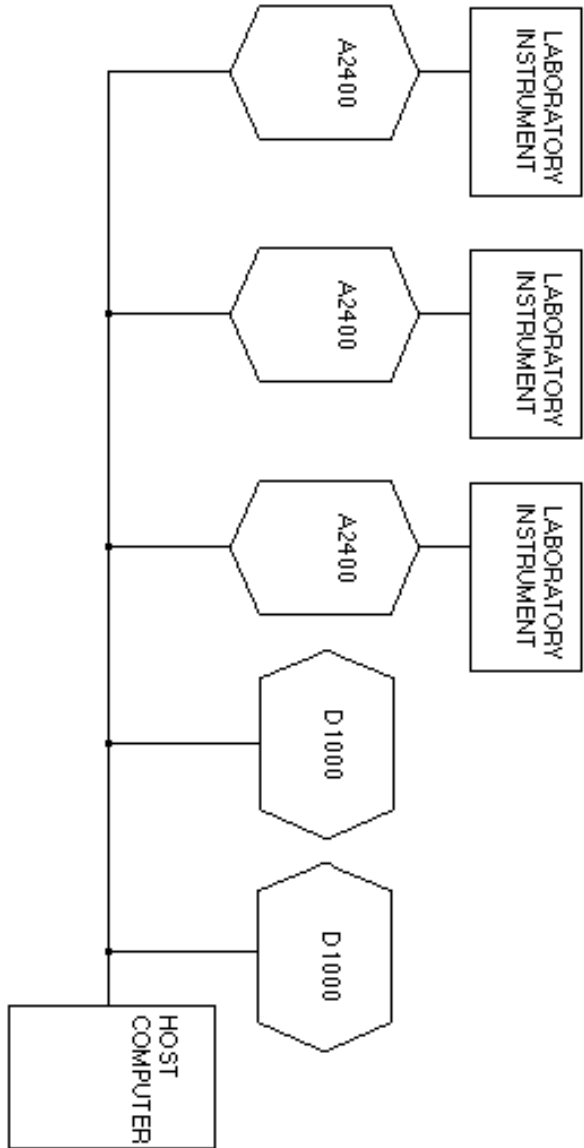 LABORATORY
INSTRUMENT
A2400
LABORATORY
INSTRUMENT
A2400
LABORATORY
INSTRUMENT
A2400
D1000
D1000
HOST
COMPUTER